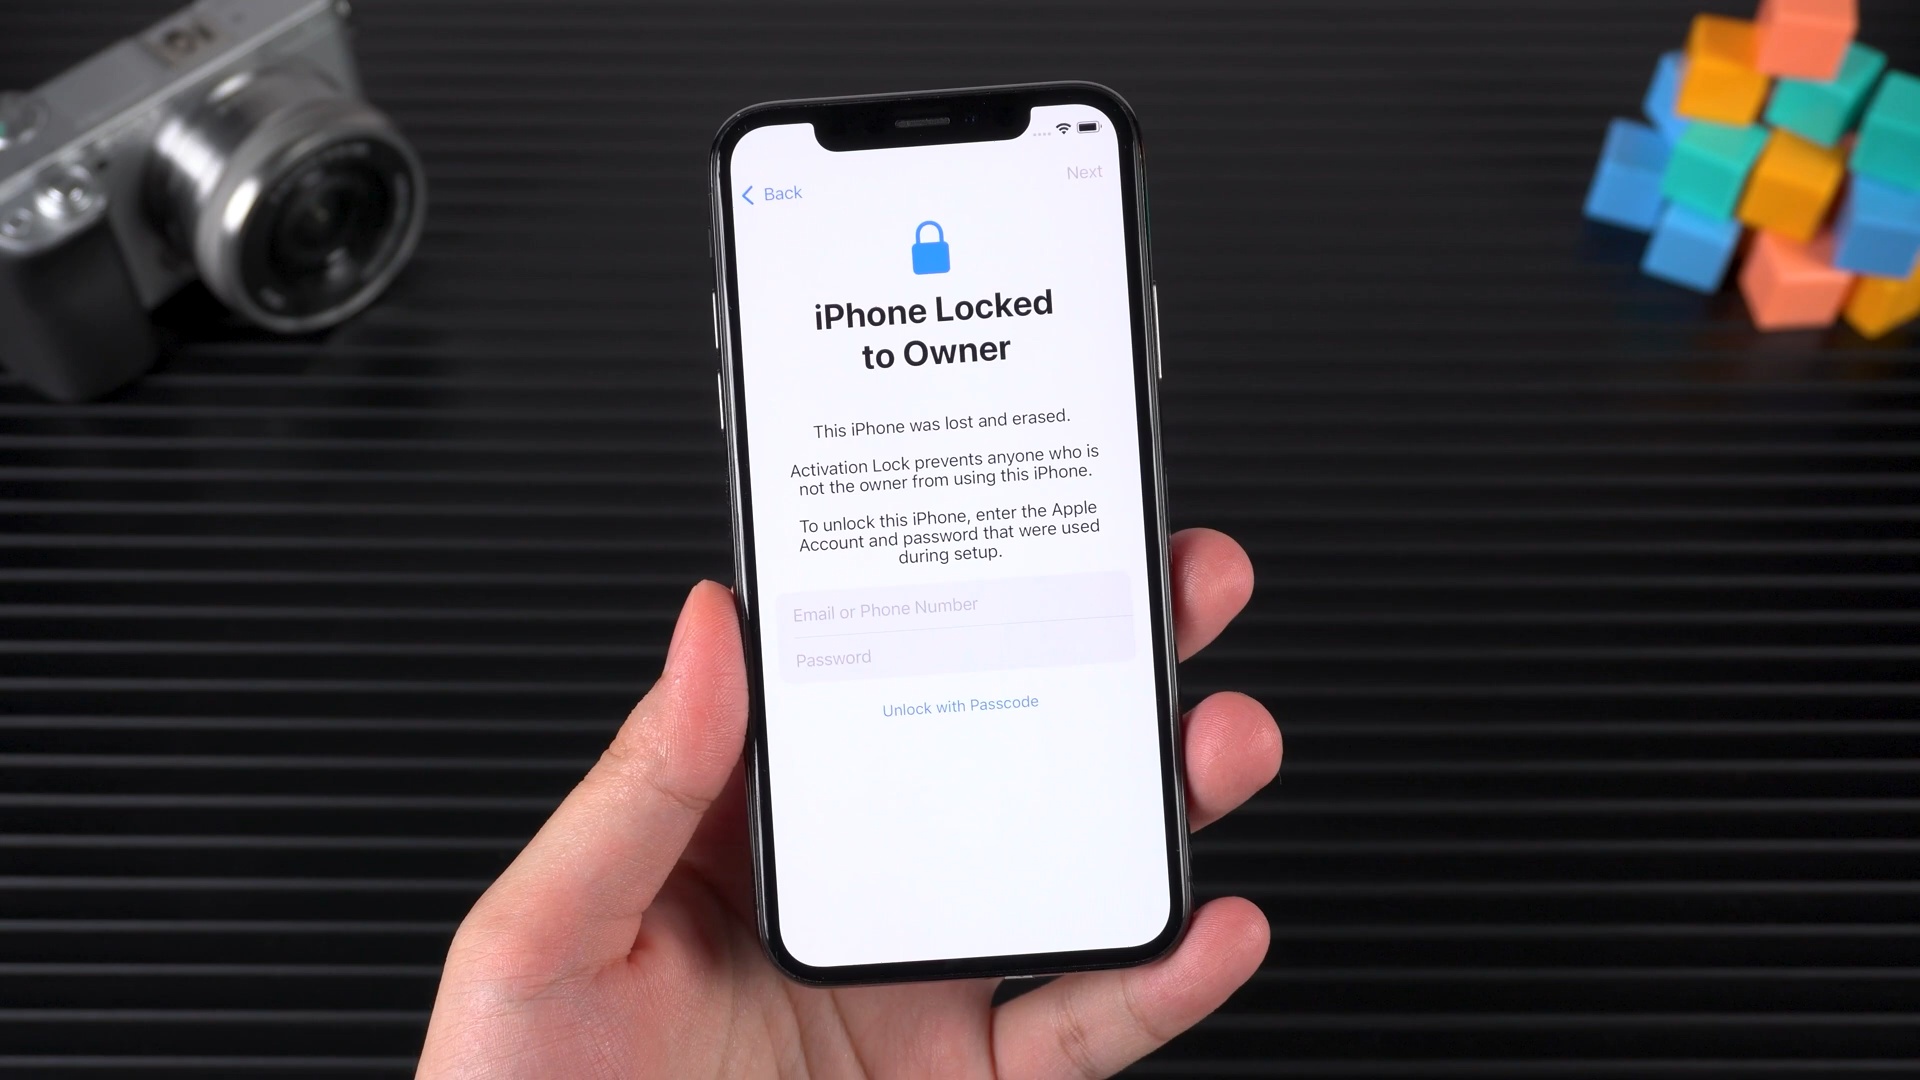 Next
Back
iPhone Locked
to Owner
This iPhone was lost and erased.
Activation Lock prevents anyone who is
not the owner from using this iPhone.
To unlock this iPhone, enter the Apple
Account and password that were used
during setup.
Email or Phone Number
Password
Unlock with Passcode